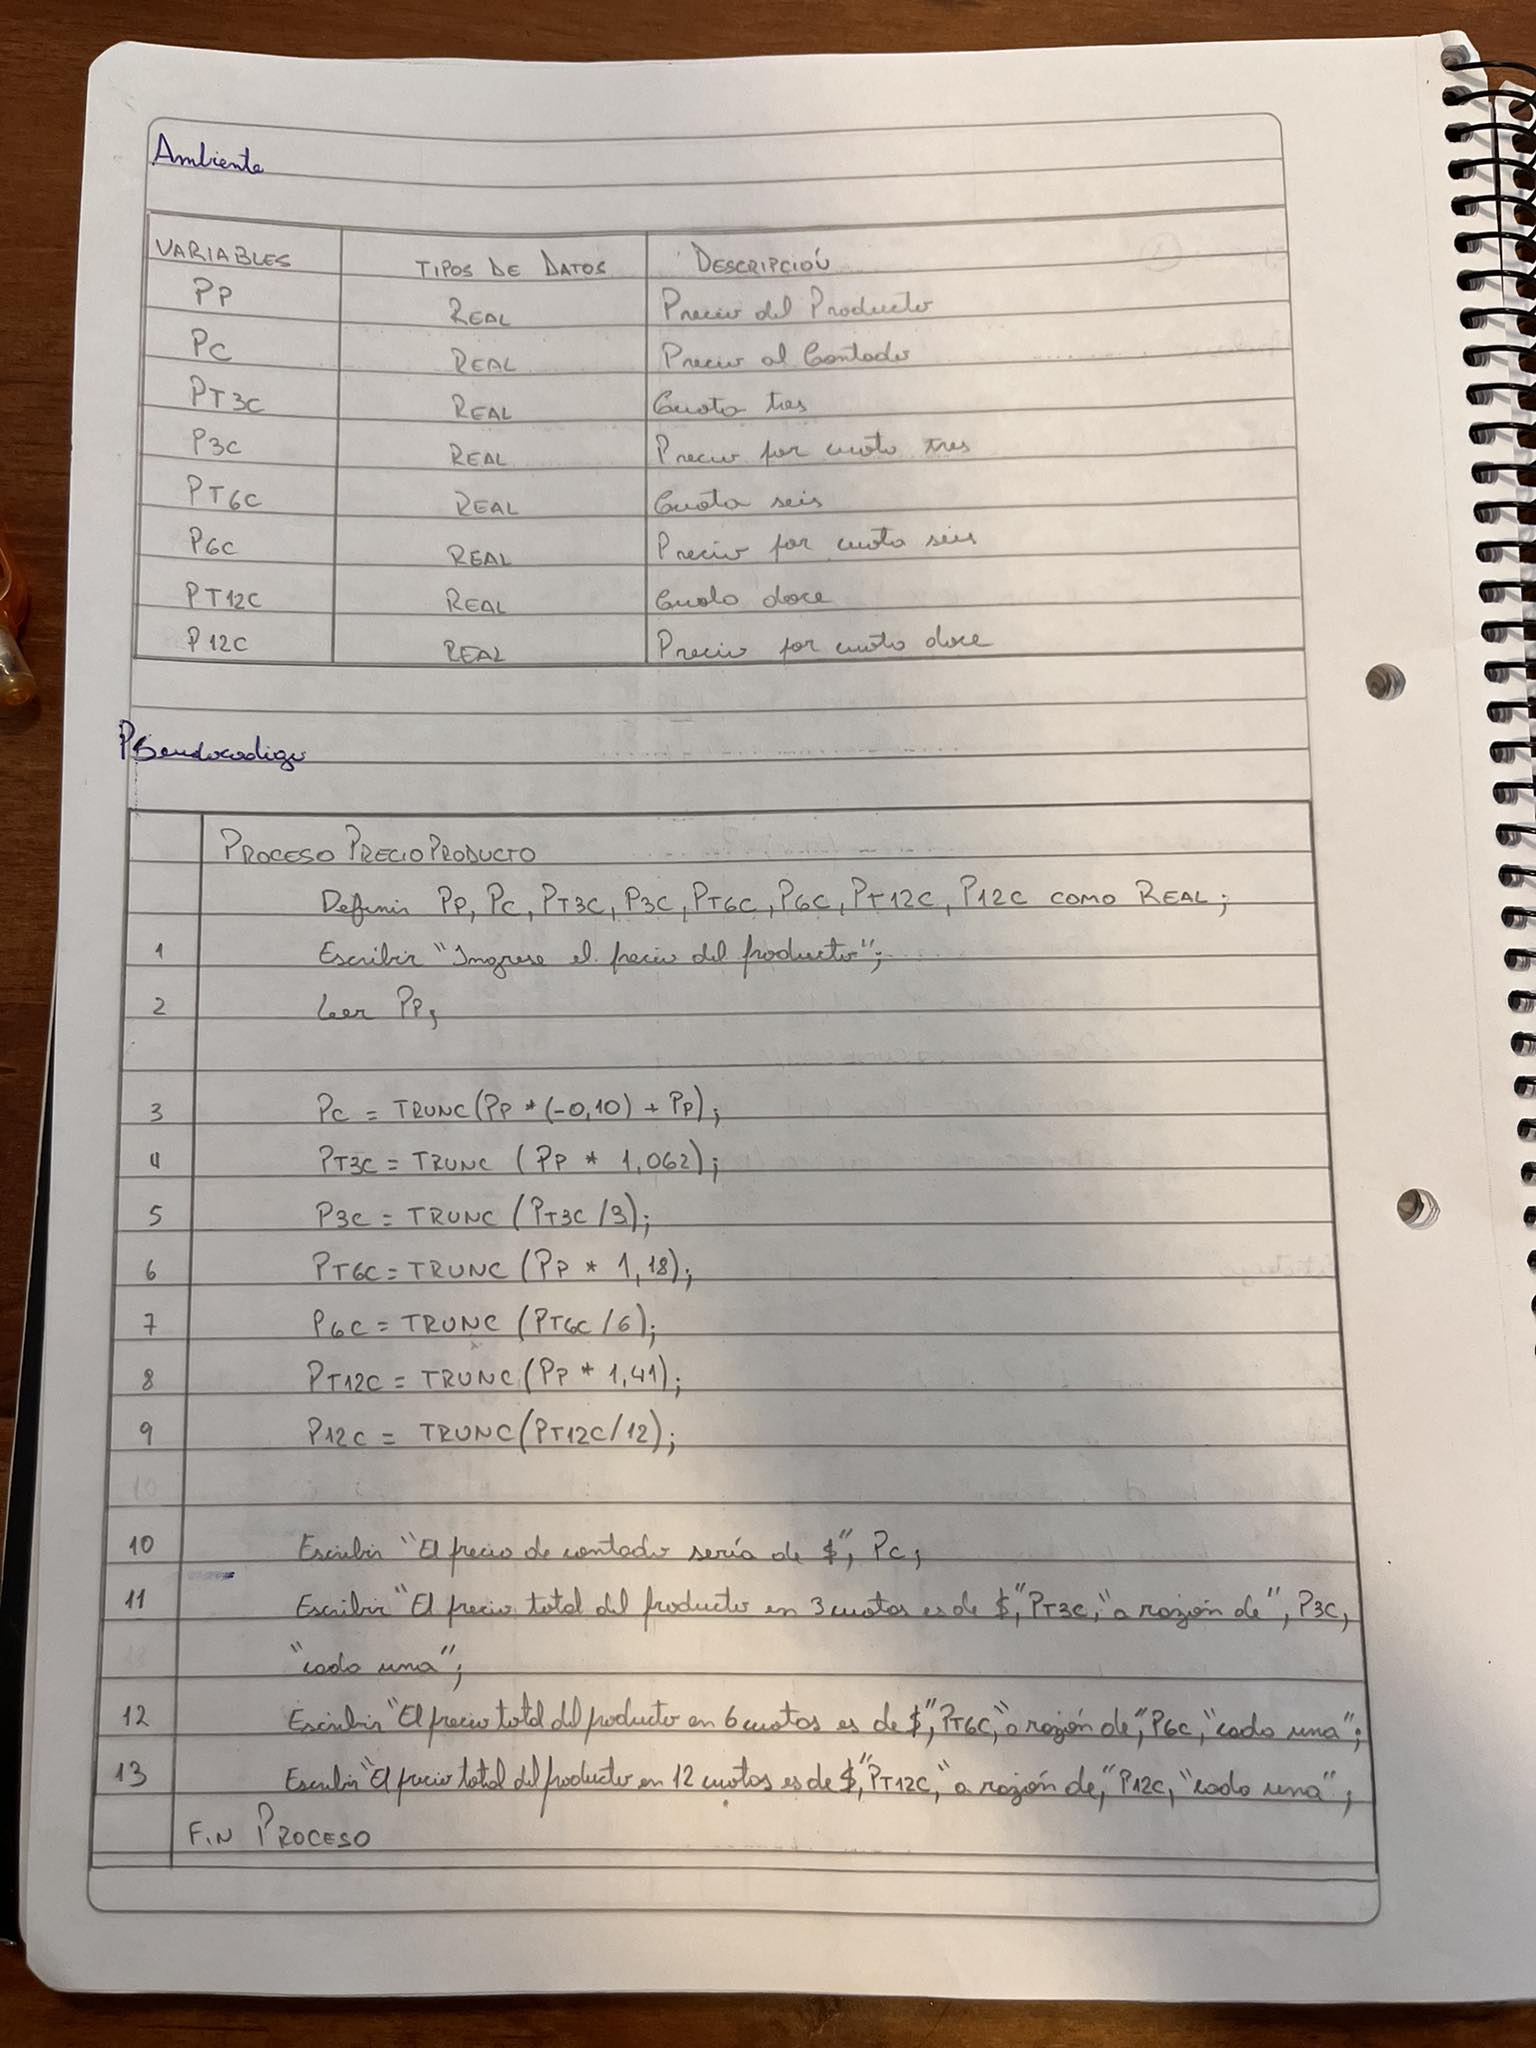 Ambiente
VARIABLES TIPOS DE DATOS DESCRIPCIÓN
PP REAL Precio del Producto
PC REAL Precio al Contado
PT3C REAL Cuota tres
P3C REAL Precio por cuota tres
PT6C REAL Cuota seis
P6C REAL Precio por cuota seis
PT12C REAL Cuota doce
P12C REAL Precio por cuota doce
Pseudocodigo
PROCESO PRECIOPRODUCTO
Definir PP, PC, PT3C, P3C, PT6C, P6C, PT12C, P12C COMO REAL;
1 Escribir "Ingrese el precio del producto";
2 Leer PP;
3 PC = TRUNC(PP * (-0,10) + PP);
4 PT3C = TRUNC (PP * 1,062);
5 P3C = TRUNC (PT3C/3);
6 PT6C = TRUNC (PP * 1,18);
7 P6C = TRUNC (PT6C/6);
8 PT12C = TRUNC(PP * 1,41);
9 P12C = TRUNC(PT12C/12);
10 Escribir "El precio de contado sería de $", PC;
11 Escribir "El precio total del producto en 3 cuotas es de $", PT3C, "a razón de", P3C,
"cada una";
12 Escribir "El precio total del producto en 6 cuotas es de $", PT6C, "a razón de", P6C, "cada una";
13 Escribir "El precio total del producto en 12 cuotas es de $", PT12C, "a razón de", P12C, "cada una";
FIN PROCESO